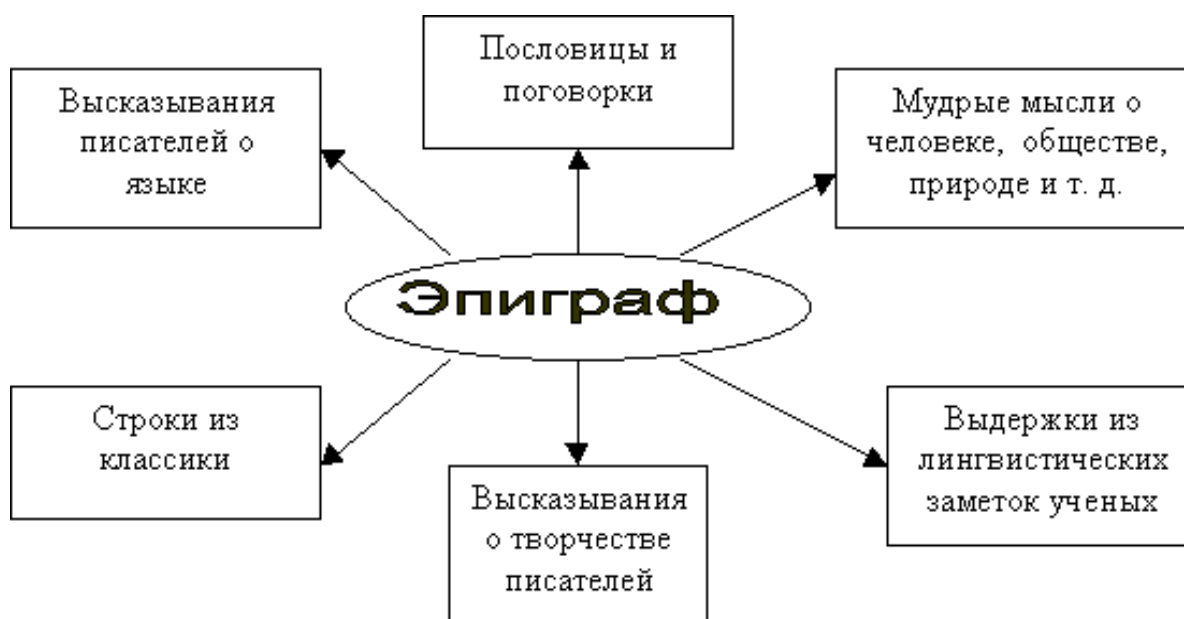 Пословицы и
поговорки
Высказывания
писателей о
языке
Мудрые мысли о
человеке, обществе,
природе и т. д.
Эпиграф
Строки из
классики
Высказывания
о творчестве
писателей
Выдержки из
лингвистических
заметок ученых